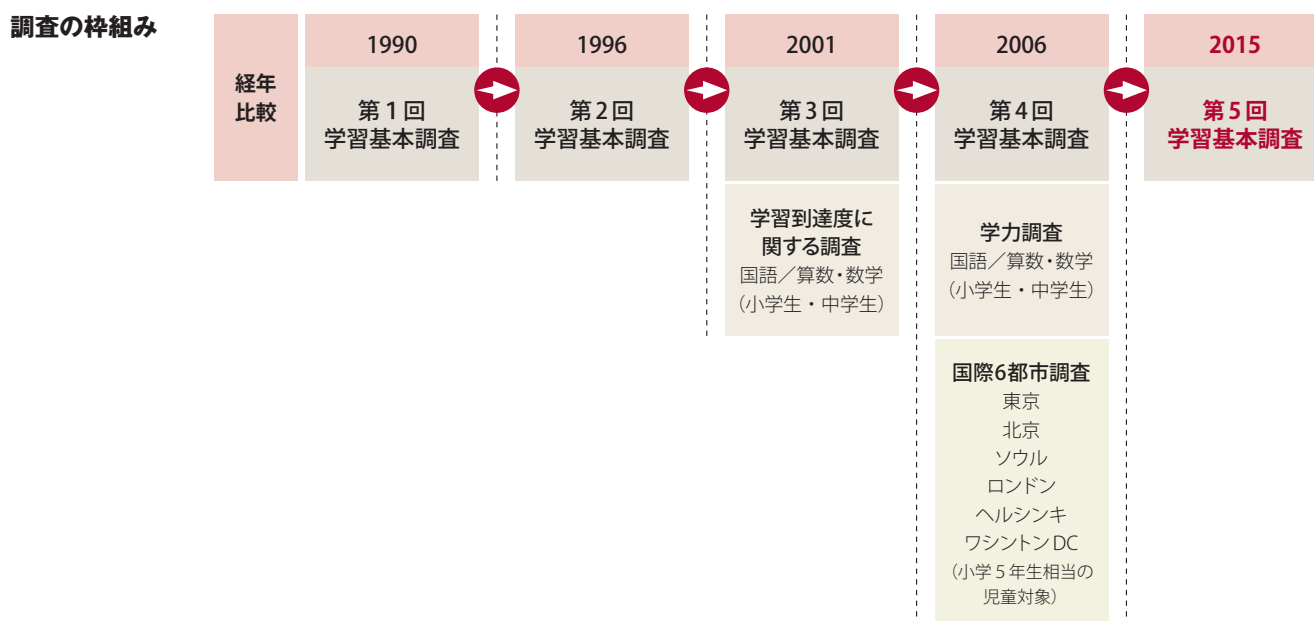 調査の枠組み
経年
比較
1990
第1回
学習基本調査
1996
第2回
学習基本調査
2001
第3回
学習基本調査
2006
第4回
学習基本調査
2015
第5回
学習基本調査
学習到達度に
関する調査
国語／算数・数学
（小学生・中学生）
学力調査
国語／算数・数学
（小学生・中学生）
国際6都市調査
東京
北京
ソウル
ロンドン
ヘルシンキ
ワシントンDC
（小学5年生相当の
児童対象）